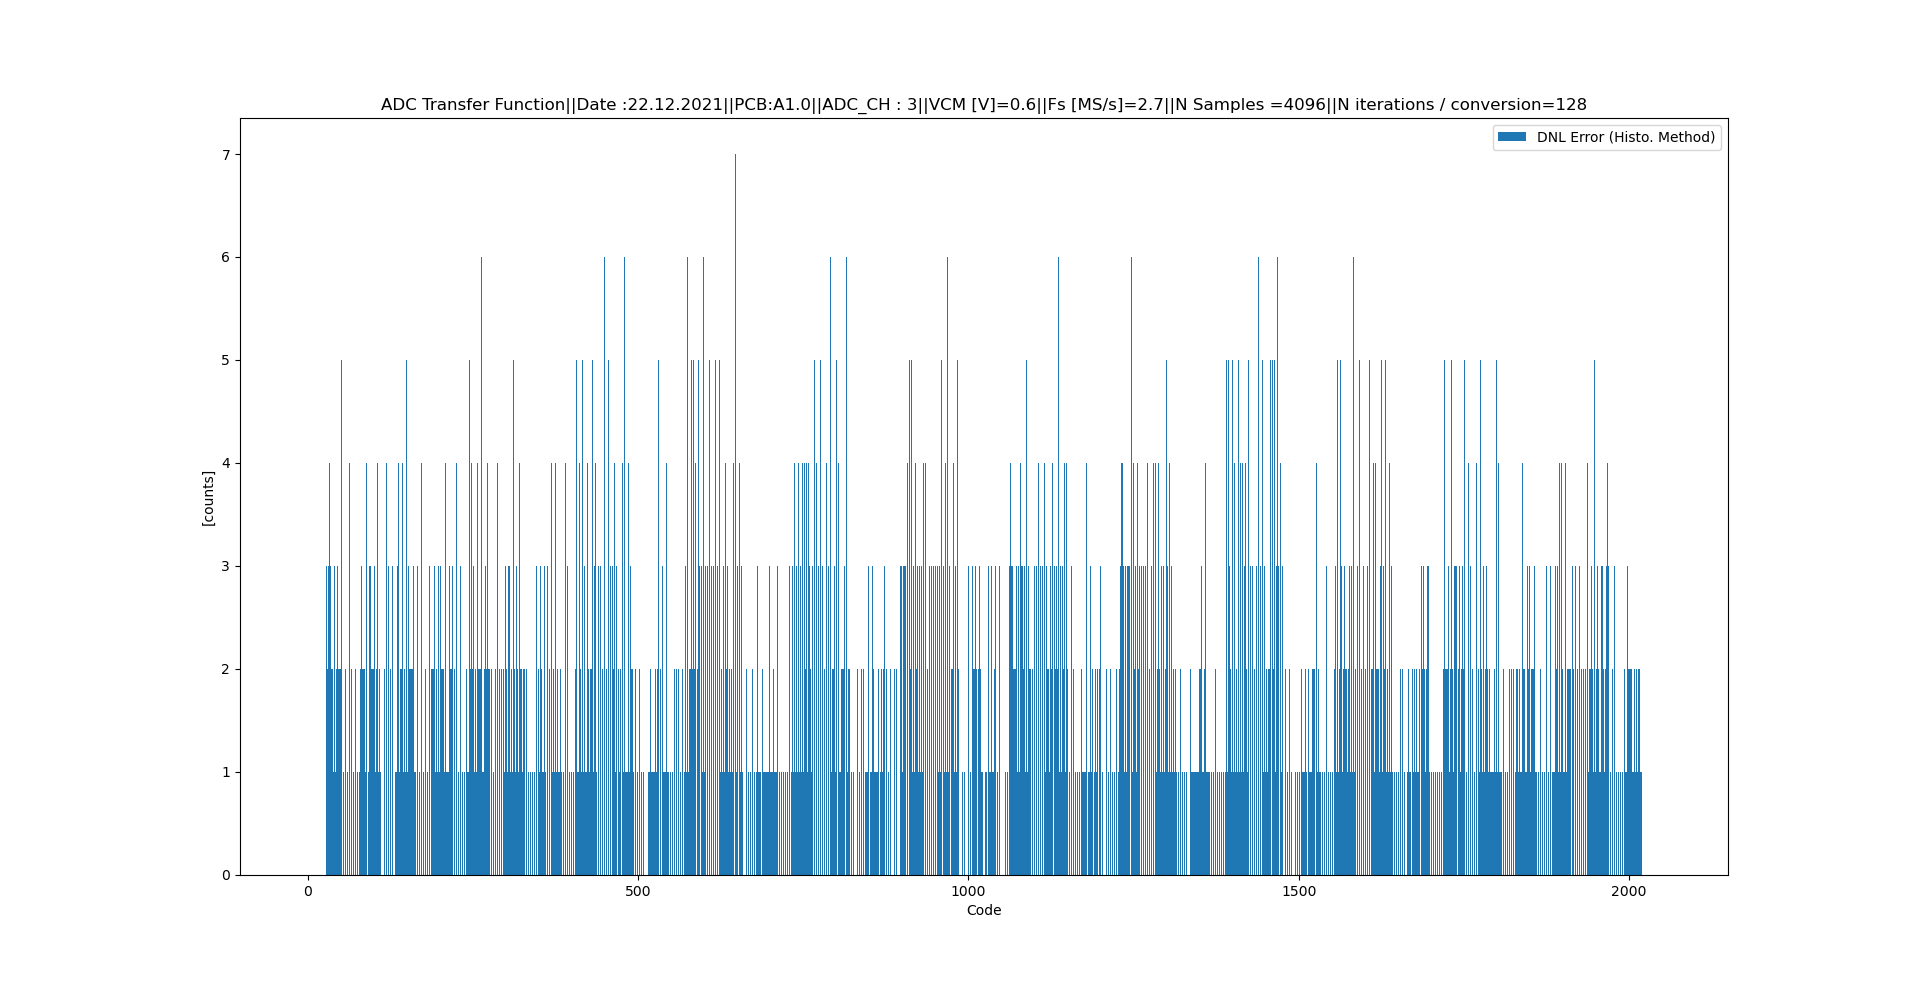 ADC Transfer Function||Date :22.12.2021||PCB:A1.0||ADC_CH : 3||VCM [V]=0.6||Fs [MS/s]=2.7||N Samples =4096||N iterations / conversion=128
DNL Error (Histo. Method)
7
6
5
4
3
2
1
0
[counts]
0 500 1000 1500 2000
Code